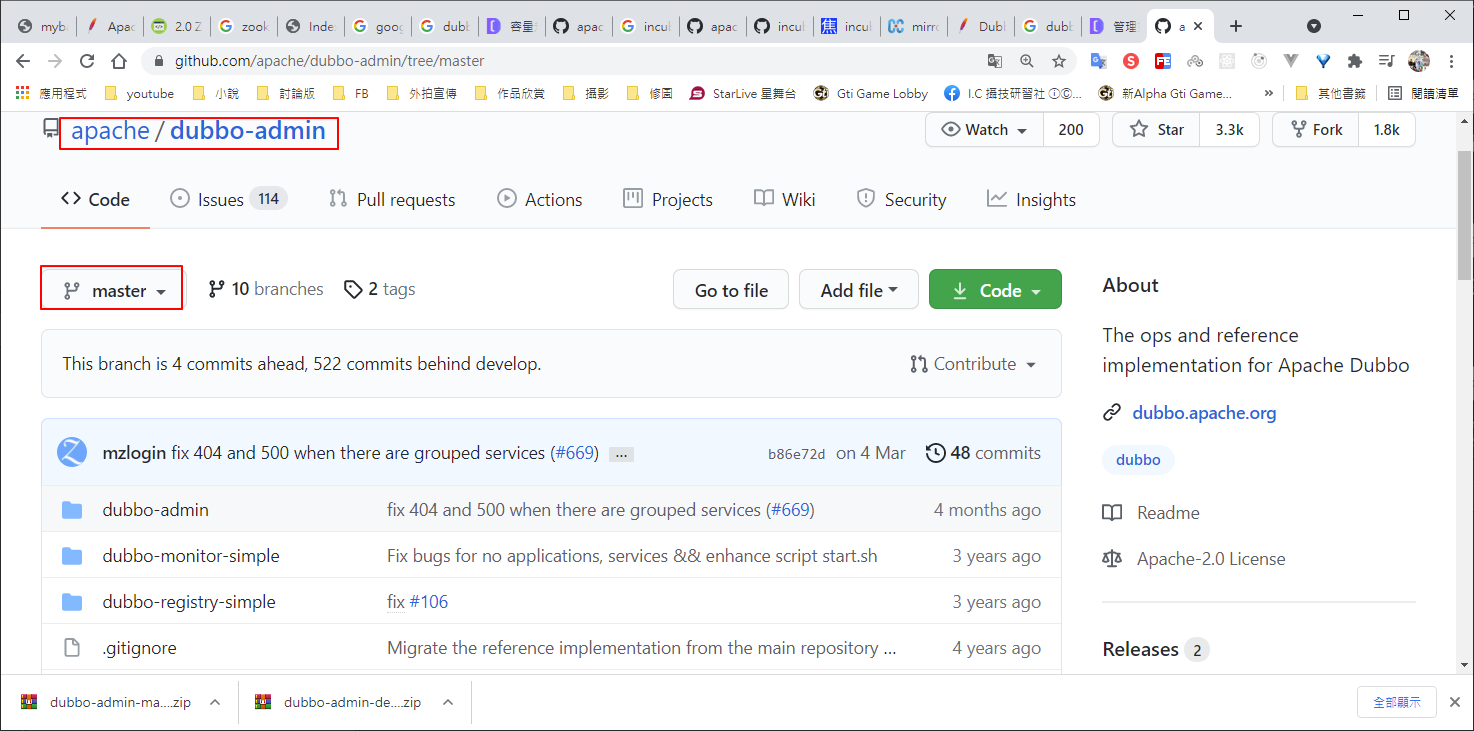 myb
Apac
2.0 Z
zook
Inde
goog
dubb
容量
apac
incul
apac
incub
incub
mirro
Dubl
dubb
管理
a
github.com/apache/dubbo-admin/tree/master
應用程式
youtube
小說
討論版
FB
外拍宣傳
作品欣賞
攝影
修圖
StarLive 星舞台
Gti Game Lobby
I.C 攝技研習社 ①Ⓒ...
新Alpha Gti Game...
»
其他書籤
閱讀清單
apache / dubbo-admin
Watch 200
Star 3.3k
Fork 1.8k
Code
Issues 114
Pull requests
Actions
Projects
Wiki
Security
Insights
master
10 branches
2 tags
Go to file
Add file
Code
This branch is 4 commits ahead, 522 commits behind develop.
Contribute
mzlogin fix 404 and 500 when there are grouped services (#669) ...
b86e72d on 4 Mar
48 commits
dubbo-admin
fix 404 and 500 when there are grouped services (#669)
4 months ago
dubbo-monitor-simple
Fix bugs for no applications, services && enhance script start.sh
3 years ago
dubbo-registry-simple
fix #106
3 years ago
.gitignore
Migrate the reference implementation from the main repository ...
4 years ago
About
The ops and reference
implementation for Apache Dubbo
dubbo.apache.org
dubbo
Readme
Apache-2.0 License
Releases 2
dubbo-admin-ma....zip
dubbo-admin-de....zip
全部顯示